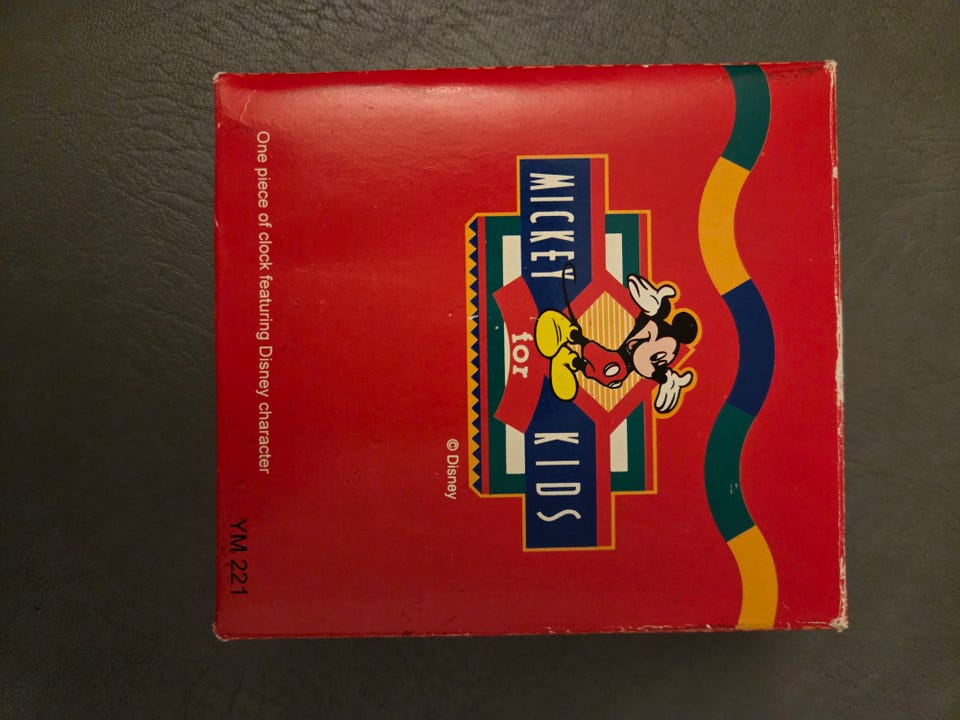 MICKEY
for
KIDS
© Disney
One piece of clock featuring Disney character
YM 221